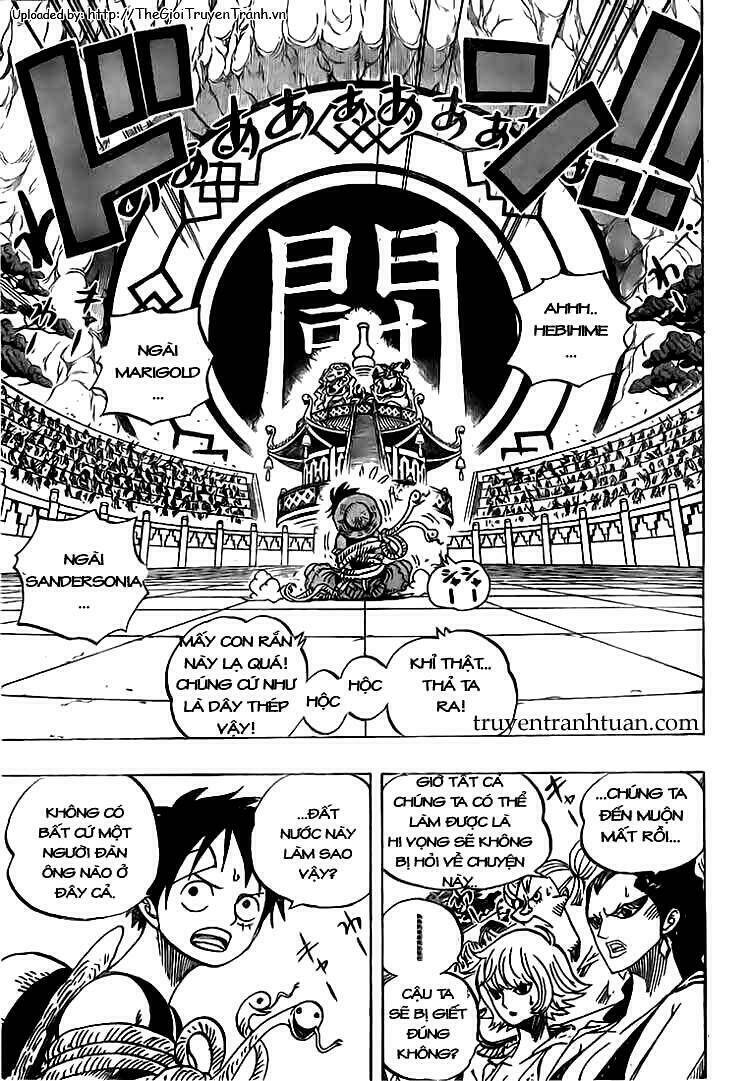 Uploaded by: http://TheGioiTruyenTranh.vn
ドーン!!
あああああああああ
闘
AHHH..
HEBIHIME
...
NGÀI
MARIGOLD
...
NGÀI
SANDERSONIA
...
KHỈ THẬT...
THẢ TA
RA!
HỘC
HỘC
MẤY CON RẮN
NÀY LẠ QUÁ!
CHÚNG CỨ NHƯ
LÀ DÂY THÉP
VẬY!
truyentranhtuan.com
...CHÚNG TA
ĐẾN MUỘN
MẤT RỒI...
GIỜ TẤT CẢ
CHÚNG TA CÓ THỂ
LÀM ĐƯỢC LÀ
HI VỌNG SẼ KHÔNG
BỊ HỎI VỀ CHUYỆN
NÀY..
CẬU TA
SẼ BỊ GIẾT
ĐÚNG
KHÔNG?
...ĐẤT
NƯỚC NÀY
LÀM SAO
VẬY?
KHÔNG CÓ
BẤT CỨ MỘT
NGƯỜI ĐÀN
ÔNG NÀO Ở
ĐÂY CẢ.